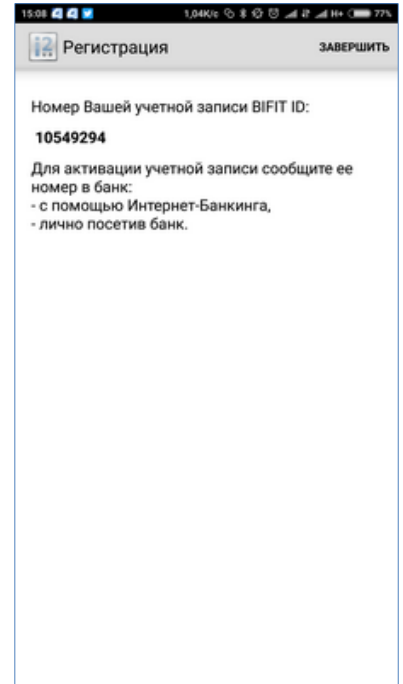 15:08 1,04K/c H+ 77%
Регистрация ЗАВЕРШИТЬ
Номер Вашей учетной записи BIFIT ID:
10549294
Для активации учетной записи сообщите ее
номер в банк:
- с помощью Интернет-Банкинга,
- лично посетив банк.